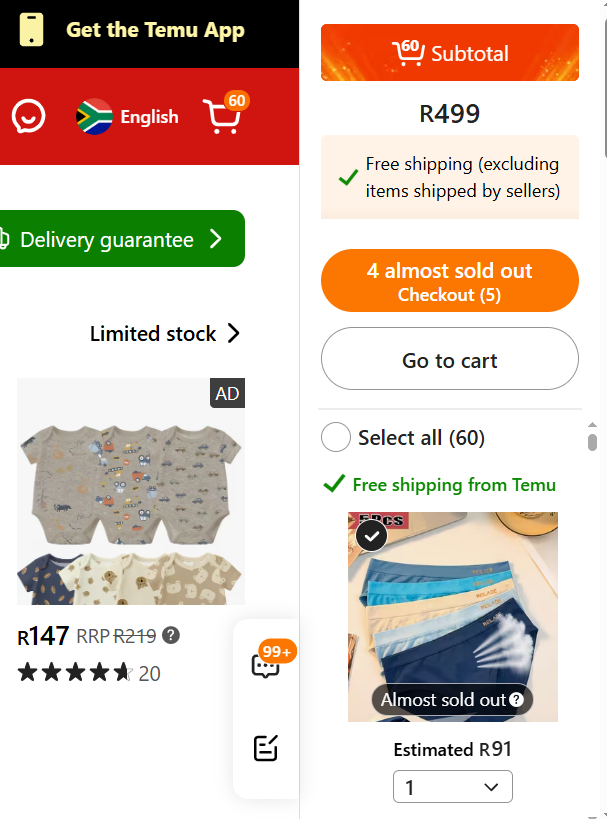 Get the Temu App
English
60
Delivery guarantee
Limited stock
AD
R147 RRP R219 ?
20
99+
60 Subtotal
R499
Free shipping (excluding
items shipped by sellers)
4 almost sold out
Checkout (5)
Go to cart
Select all (60)
Free shipping from Temu
5PCS
Almost sold out ?
Estimated R91
1